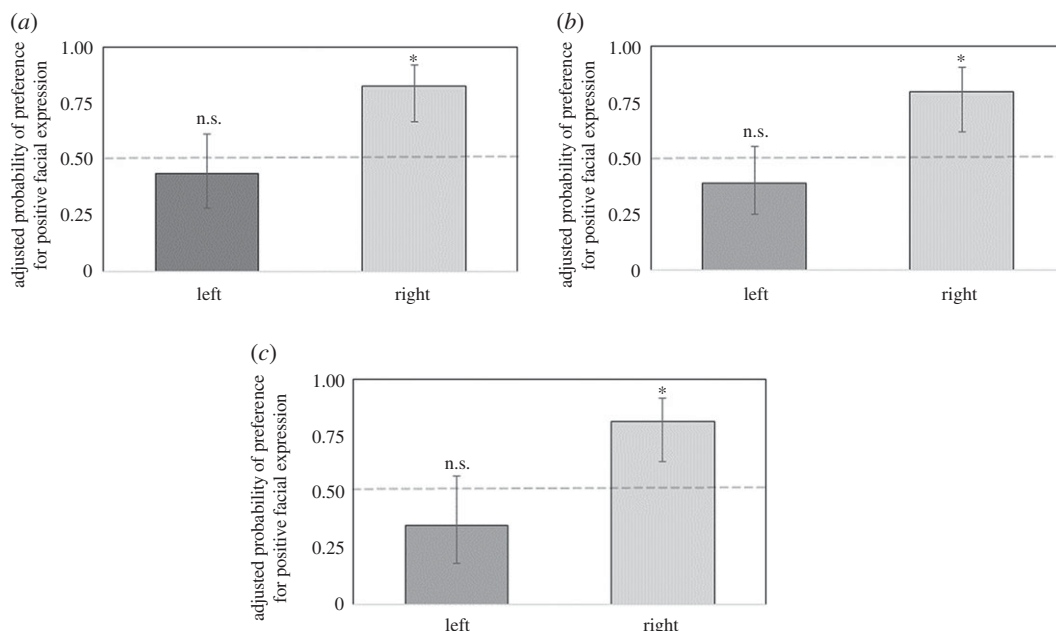 (a)
adjusted probability of preference
for positive facial expression
1.00
0.75
0.50
0.25
0
n.s.
*
left
right
(b)
adjusted probability of preference
for positive facial expression
1.00
0.75
0.50
0.25
0
n.s.
*
left
right
(c)
adjusted probability of preference
for positive facial expression
1.00
0.75
0.50
0.25
0
n.s.
*
left
right